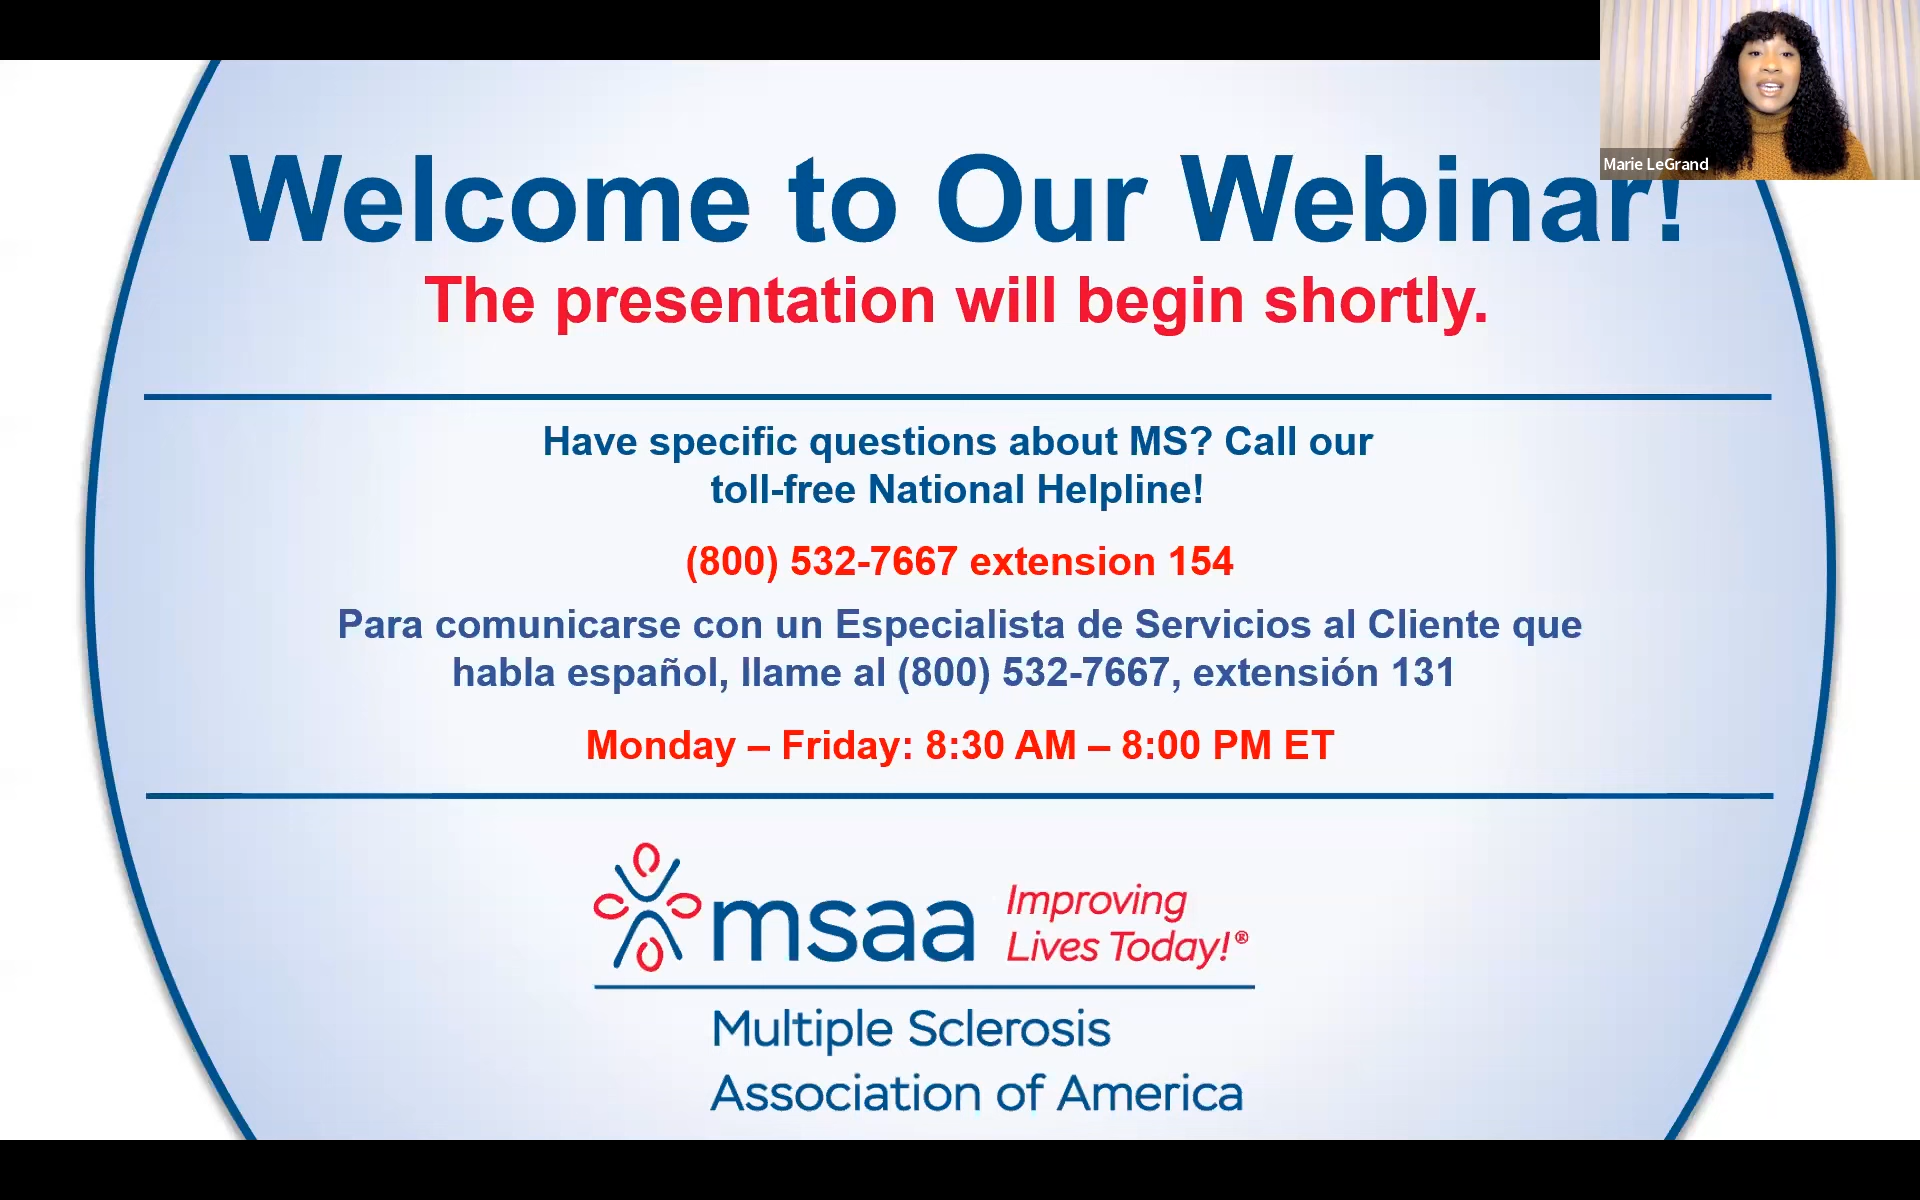 Welcome to Our Webinar!
Marie LeGrand
The presentation will begin shortly.
Have specific questions about MS? Call our
toll-free National Helpline!
(800) 532-7667 extension 154
Para comunicarse con un Especialista de Servicios al Cliente que
habla español, llame al (800) 532-7667, extensión 131
Monday – Friday: 8:30 AM – 8:00 PM ET
msaa
Improving
Lives Today!®
Multiple Sclerosis
Association of America